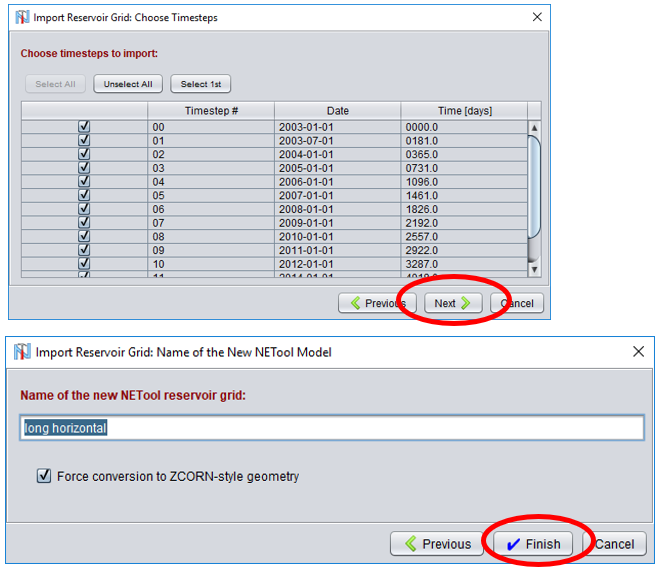 Import Reservoir Grid: Choose Timesteps
Choose timesteps to import:
Select All Unselect All Select 1st
Timestep # Date Time [days]
00 2003-01-01 0000.0
01 2003-07-01 0181.0
02 2004-01-01 0365.0
03 2005-01-01 0731.0
04 2006-01-01 1096.0
05 2007-01-01 1461.0
06 2008-01-01 1826.0
07 2009-01-01 2192.0
08 2010-01-01 2557.0
09 2011-01-01 2922.0
10 2012-01-01 3287.0
Previous Next Cancel
Import Reservoir Grid: Name of the New NETool Model
Name of the new NETool reservoir grid:
long horizontal
Force conversion to ZCORN-style geometry
Previous Finish Cancel